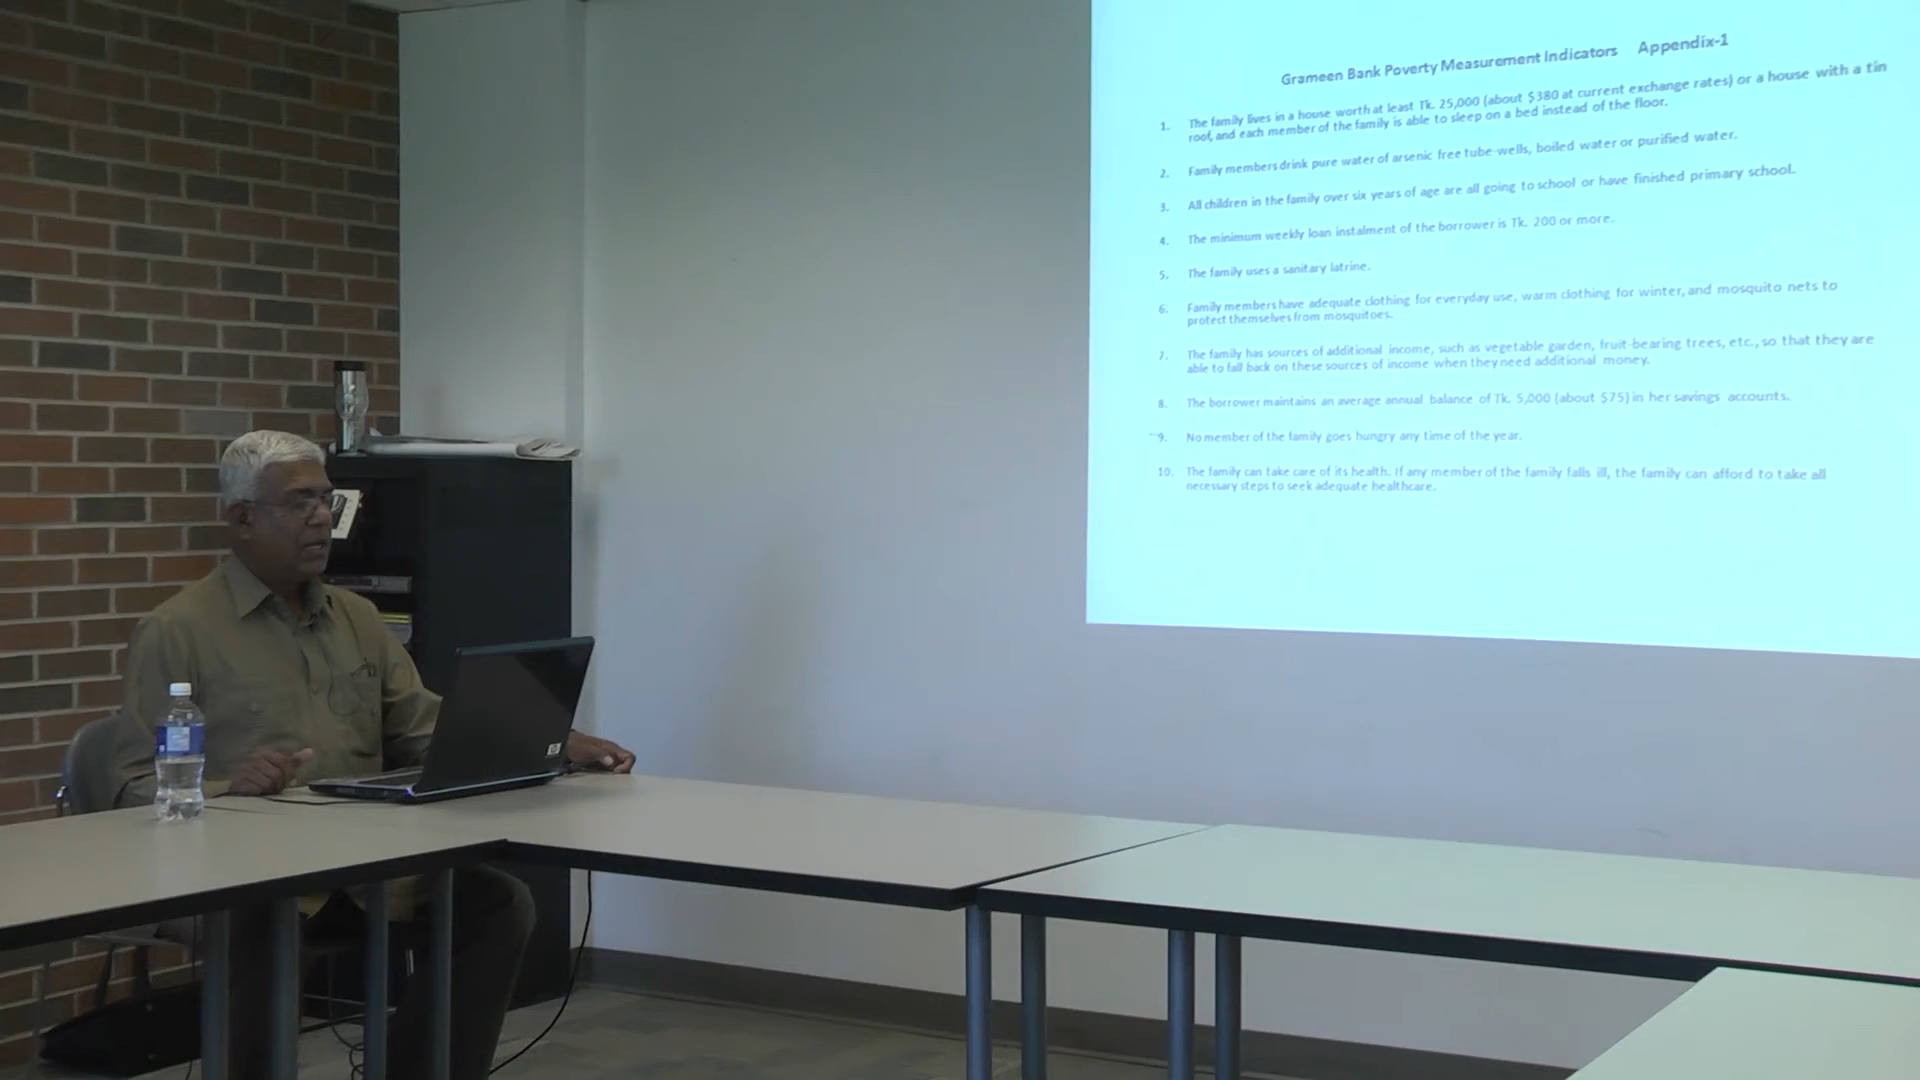 Grameen Bank Poverty Measurement Indicators Appendix-1
1. The family lives in a house worth at least Tk. 25,000 (about $380 at current exchange rates) or a house with a tin
roof, and each member of the family is able to sleep on a bed instead of the floor.
2. Family members drink pure water of arsenic free tube-wells, boiled water or purified water.
3. All children in the family over six years of age are all going to school or have finished primary school.
4. The minimum weekly loan instalment of the borrower is Tk. 200 or more.
5. The family uses a sanitary latrine.
6. Family members have adequate clothing for everyday use, warm clothing for winter, and mosquito nets to
protect themselves from mosquitoes.
7. The family has sources of additional income, such as vegetable garden, fruit-bearing trees, etc., so that they are
able to fall back on these sources of income when they need additional money.
8. The borrower maintains an average annual balance of Tk. 5,000 (about $75) in her savings accounts.
9. No member of the family goes hungry any time of the year.
10. The family can take care of its health. If any member of the family falls ill, the family can afford to take all
necessary steps to seek adequate healthcare.
hp